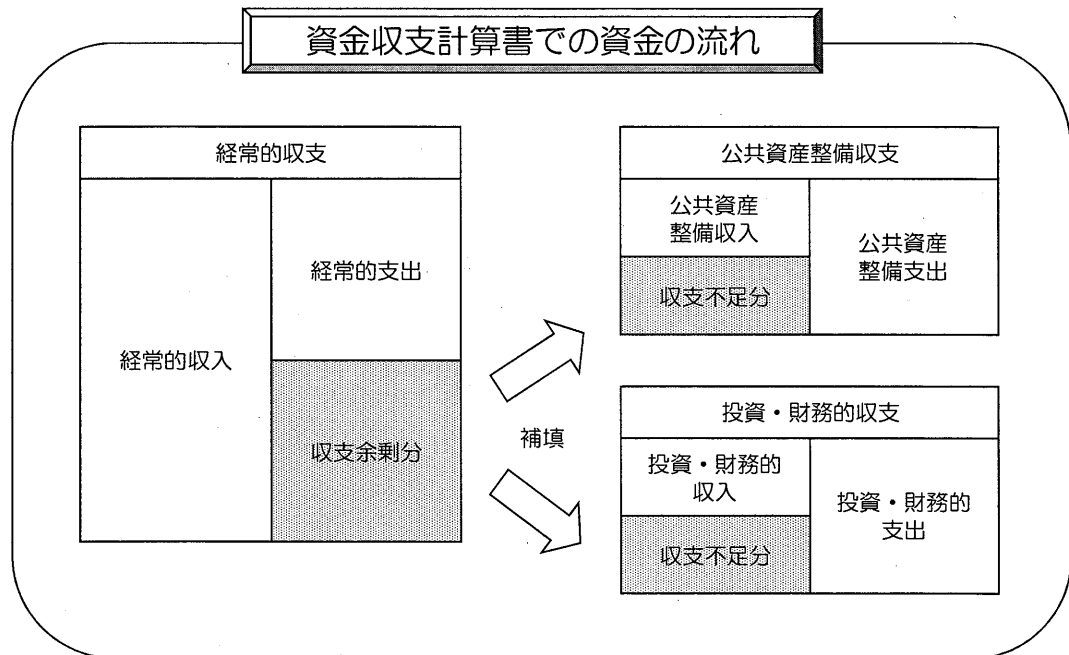 資金収支計算書での資金の流れ
経常的収支
経常的収入
経常的支出
収支余剰分
補填
公共資産整備収支
公共資産
整備収入
収支不足分
公共資産
整備支出
投資・財務的収支
投資・財務的
収入
収支不足分
投資・財務的
支出